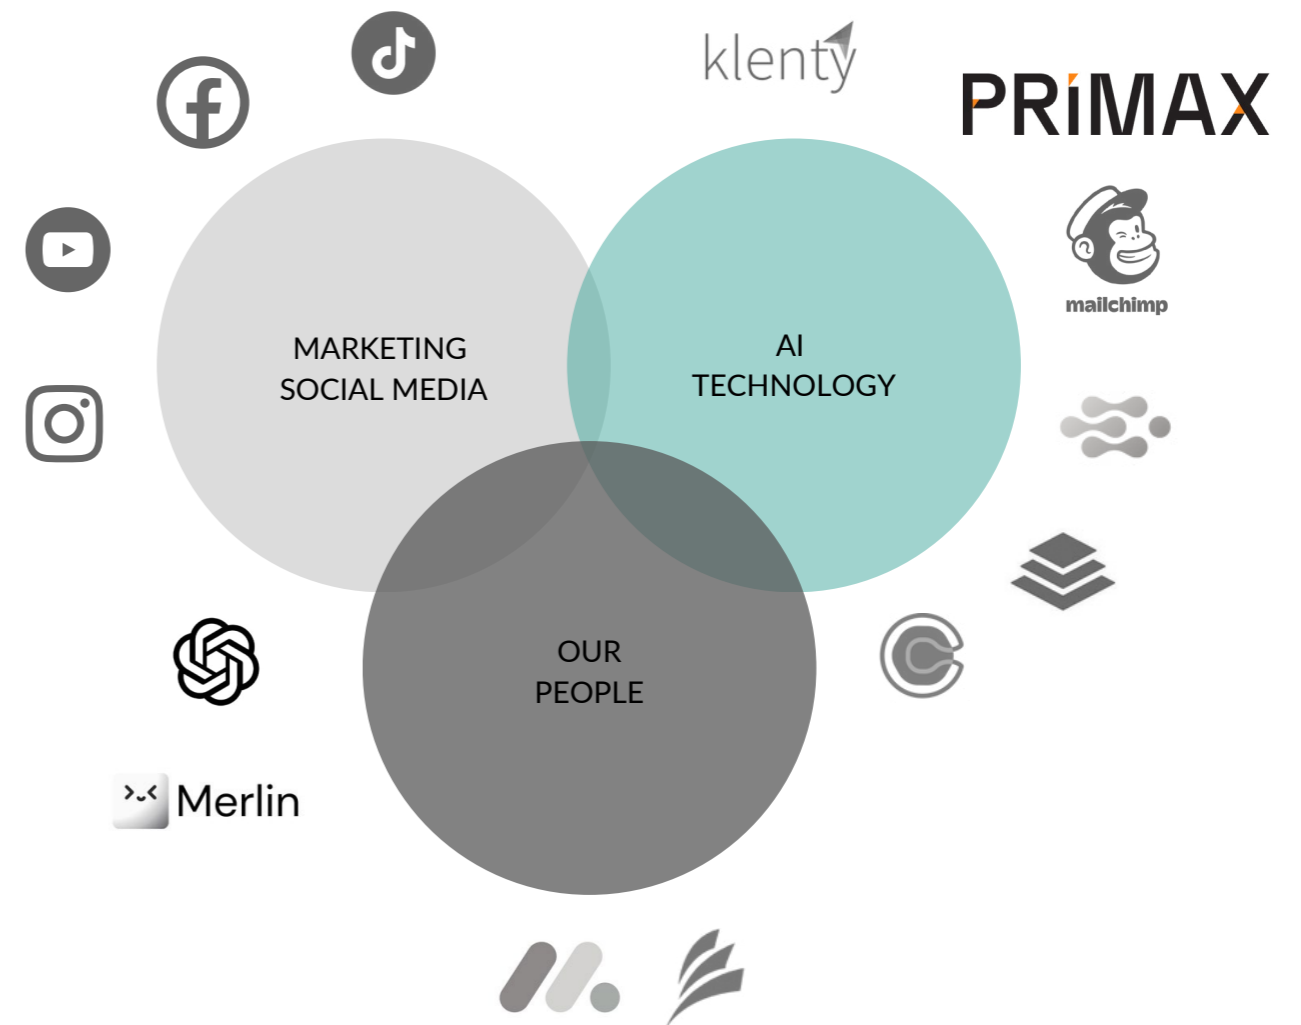 klenty
PRiMAX
mailchimp
MARKETING
SOCIAL MEDIA
AI
TECHNOLOGY
OUR
PEOPLE
Merlin